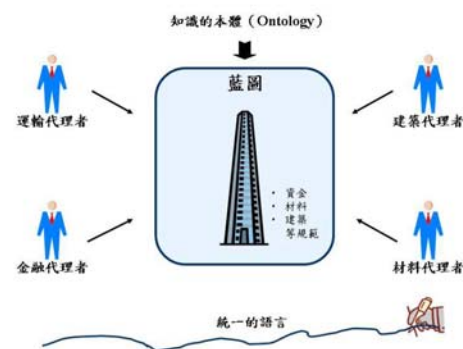 知識的本體（Ontology）
藍圖
運輸代理者
建築代理者
• 資金
• 材料
• 建築
等規範
金融代理者
材料代理者
統一的語言